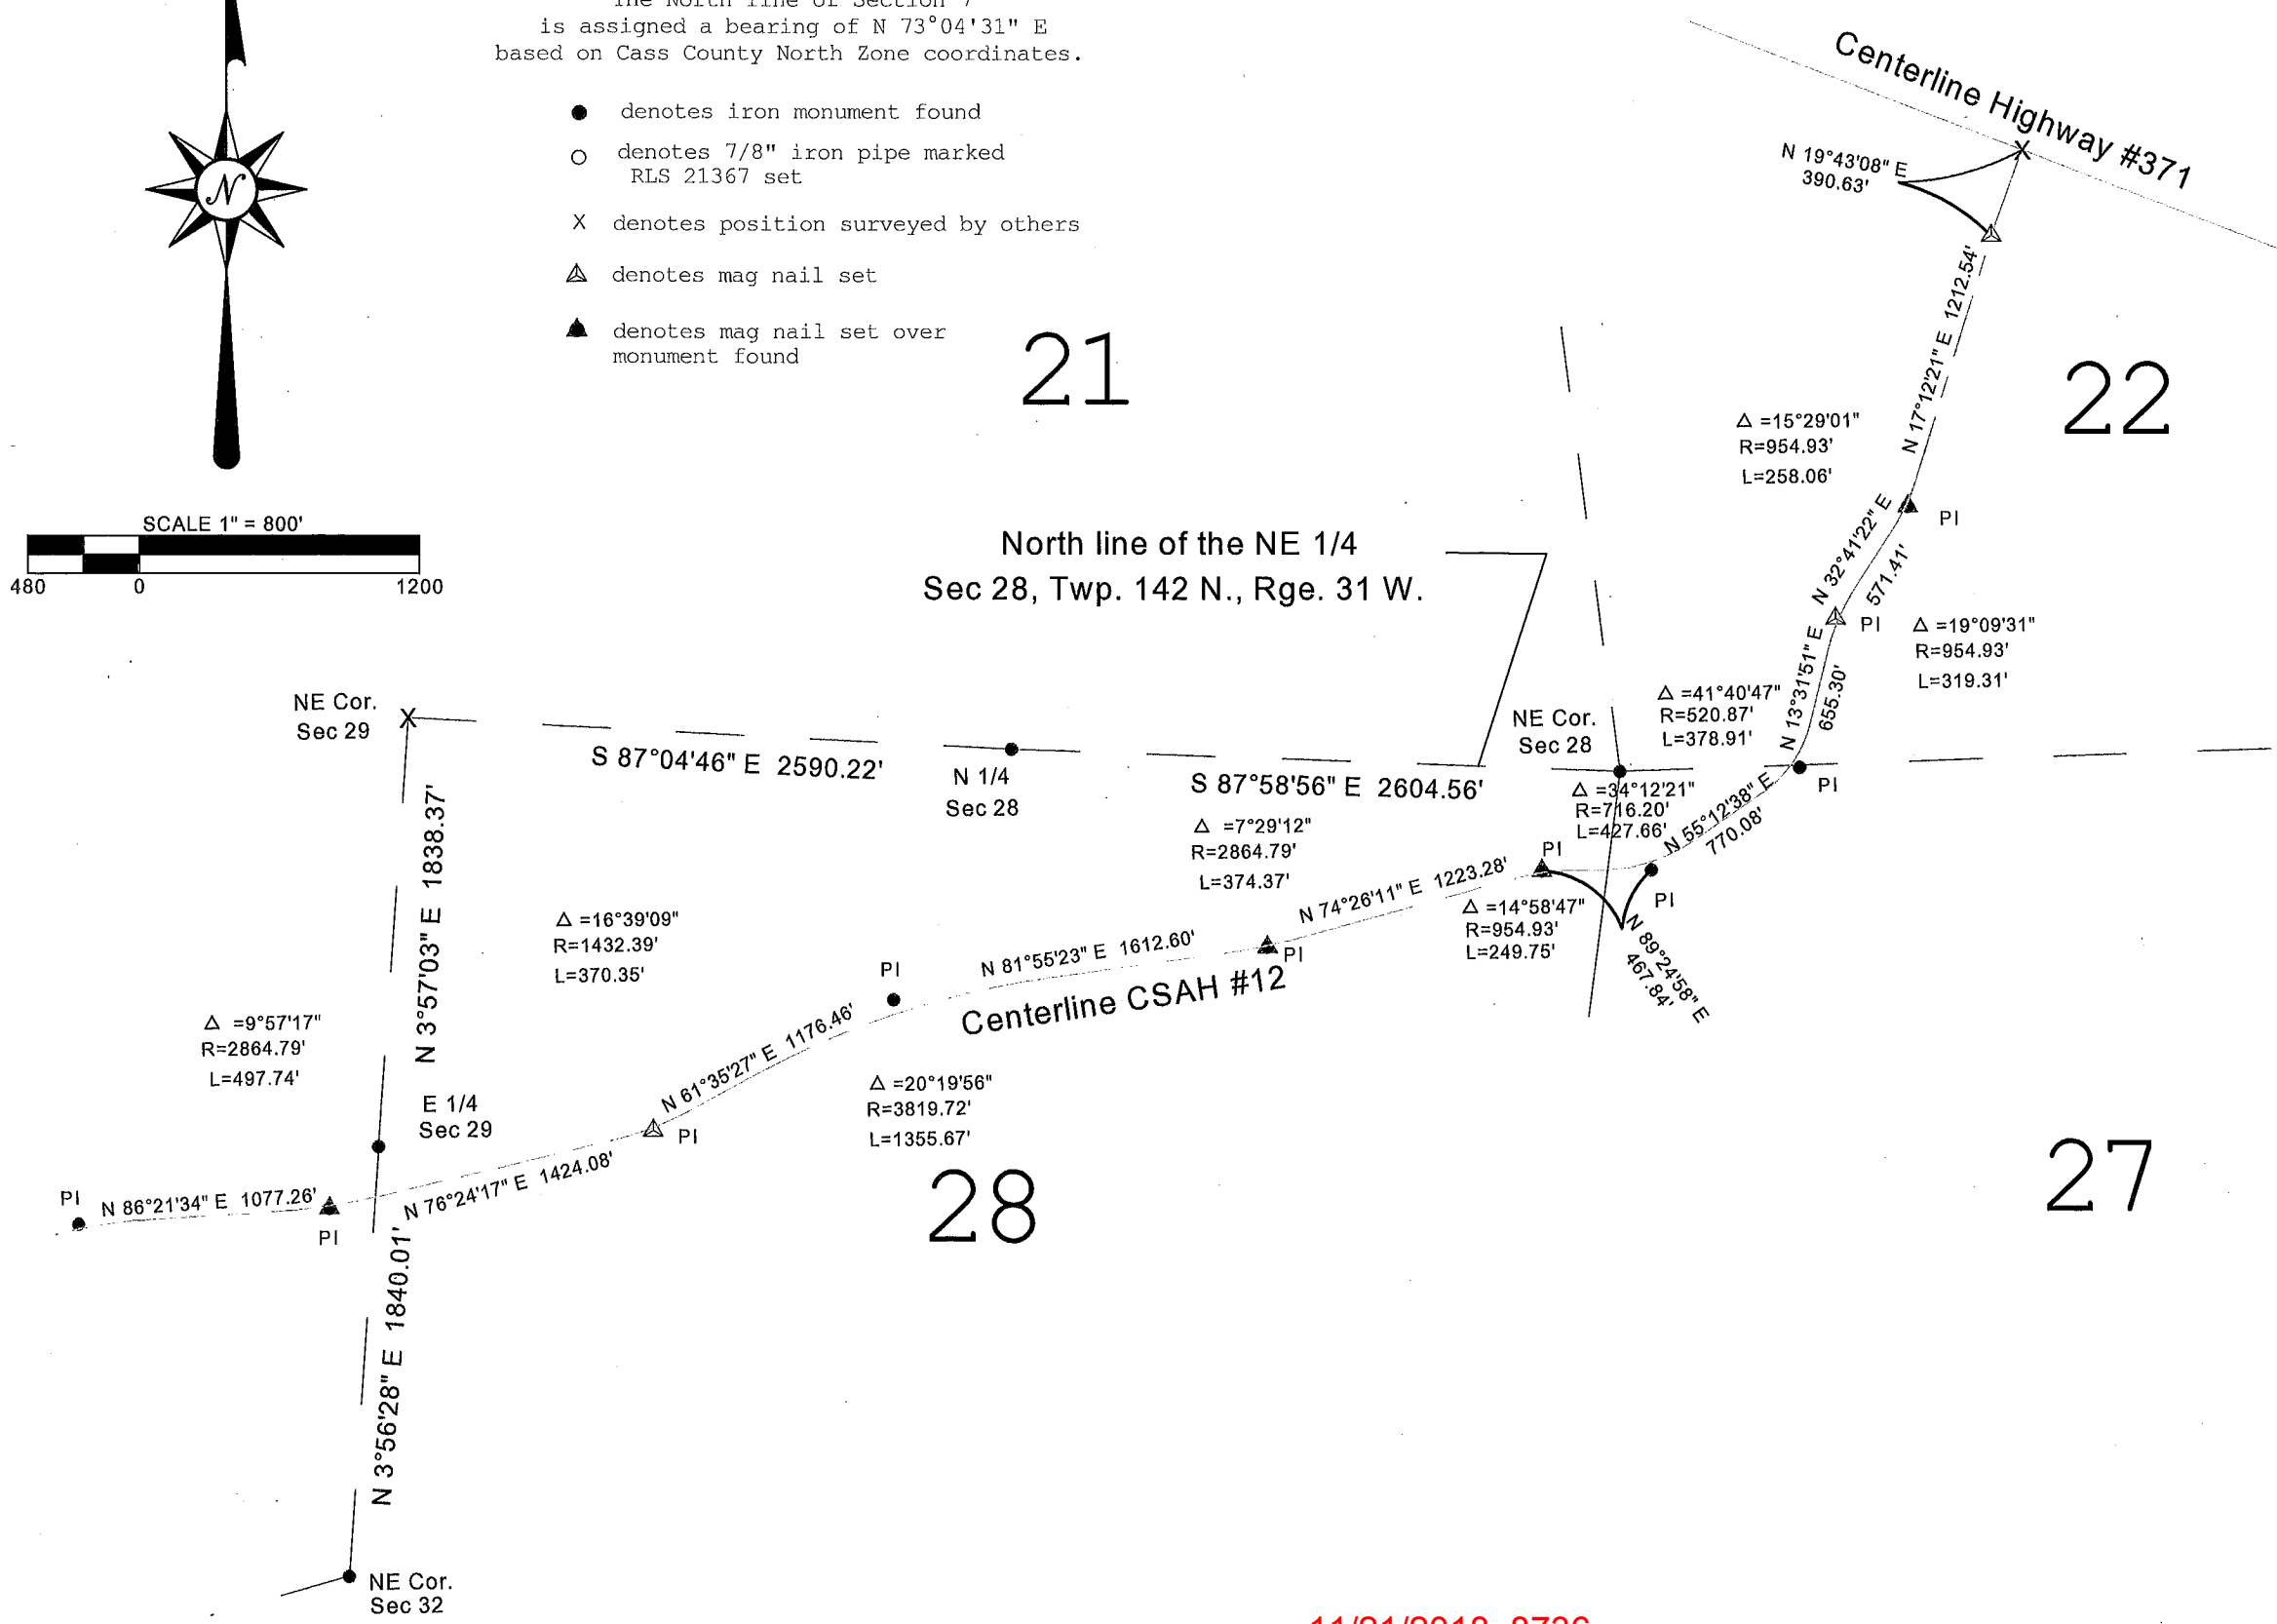 The North line of Section 7
is assigned a bearing of N 73°04'31" E
based on Cass County North Zone coordinates.
denotes iron monument found
denotes 7/8" iron pipe marked
RLS 21367 set
X denotes position surveyed by others
denotes mag nail set
denotes mag nail set over
monument found
N
SCALE 1" = 800'
480 0 1200
21
22
Centerline Highway #371
N 19°43'08" E
390.63'
N 17°12'21" E 1212.54'
Δ =15°29'01"
R=954.93'
L=258.06'
PI
N 32°41'22" E
571.41'
PI
Δ =19°09'31"
R=954.93'
L=319.31'
N 13°31'51" E
655.30'
North line of the NE 1/4
Sec 28, Twp. 142 N., Rge. 31 W.
NE Cor.
Sec 29
X
S 87°04'46" E 2590.22'
N 1/4
Sec 28
S 87°58'56" E 2604.56'
NE Cor.
Sec 28
Δ =41°40'47"
R=520.87'
L=378.91'
PI
Δ =34°12'21"
R=716.20'
L=427.66'
N 55°12'38" E
770.08'
Δ =7°29'12"
R=2864.79'
L=374.37'
PI
N 74°26'11" E 1223.28'
PI
Δ =14°58'47"
R=954.93'
L=249.75'
N 89°24'58" E
467.84'
N 3°57'03" E 1838.37'
Δ =16°39'09"
R=1432.39'
L=370.35'
PI
N 81°55'23" E 1612.60'
PI
Centerline CSAH #12
Δ =9°57'17"
R=2864.79'
L=497.74'
E 1/4
Sec 29
N 61°35'27" E 1176.46'
PI
Δ =20°19'56"
R=3819.72'
L=1355.67'
28
27
PI
N 86°21'34" E 1077.26'
PI
N 76°24'17" E 1424.08'
N 3°56'28" E 1840.01'
NE Cor.
Sec 32